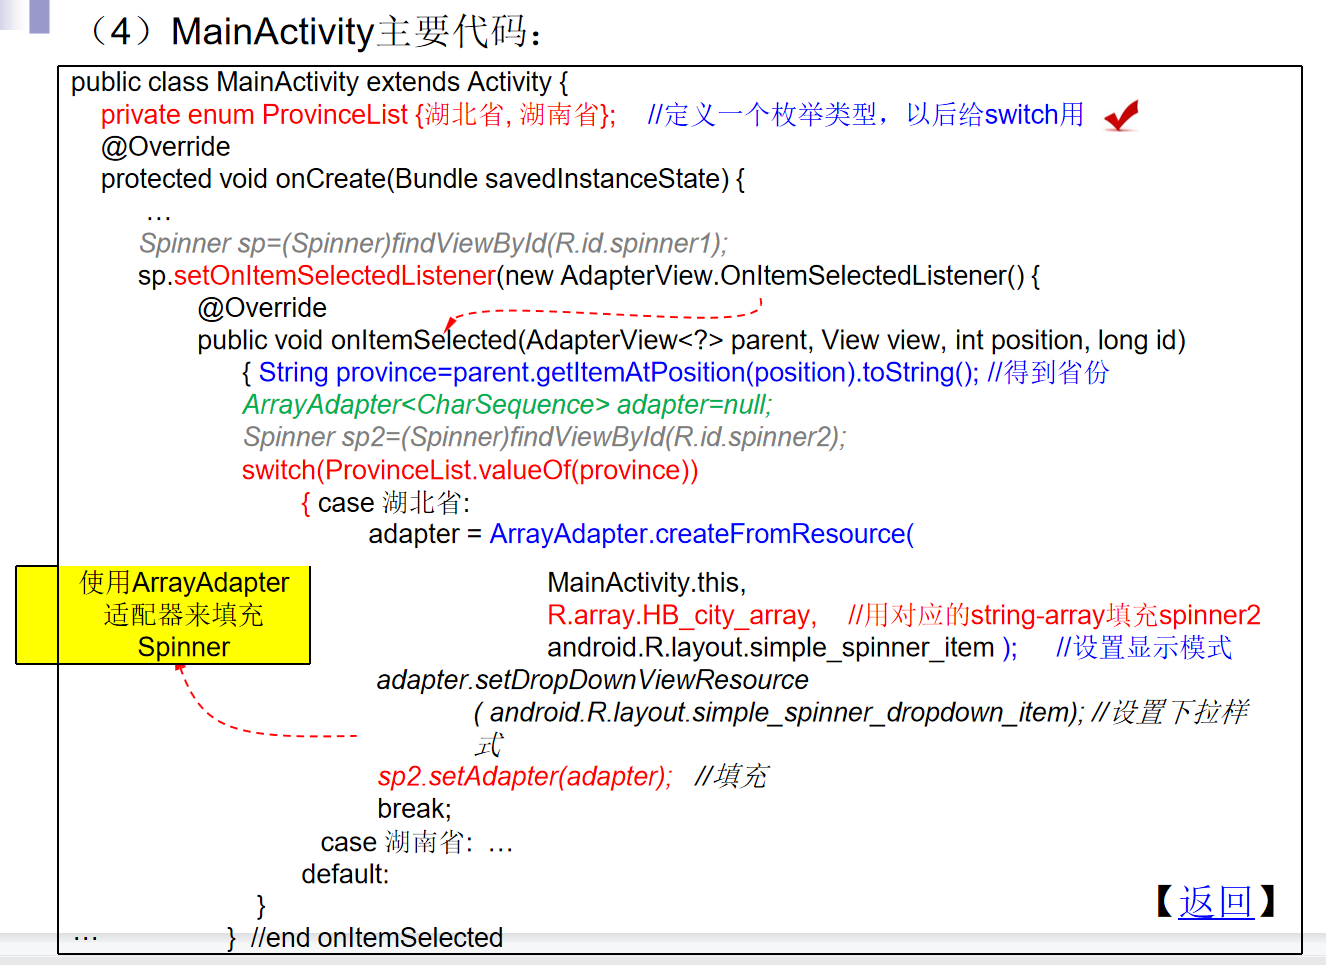 （4）MainActivity主要代码：
public class MainActivity extends Activity {
private enum ProvinceList {湖北省, 湖南省}; //定义一个枚举类型，以后给switch用
@Override
protected void onCreate(Bundle savedInstanceState) {
…
Spinner sp=(Spinner)findViewById(R.id.spinner1);
sp.setOnItemSelectedListener(new AdapterView.OnItemSelectedListener() {
@Override
public void onItemSelected(AdapterView<?> parent, View view, int position, long id)
{ String province=parent.getItemAtPosition(position).toString(); //得到省份
ArrayAdapter<CharSequence> adapter=null;
Spinner sp2=(Spinner)findViewById(R.id.spinner2);
switch(ProvinceList.valueOf(province))
{ case 湖北省:
adapter = ArrayAdapter.createFromResource(
MainActivity.this,
R.array.HB_city_array, //用对应的string-array填充spinner2
android.R.layout.simple_spinner_item ); //设置显示模式
adapter.setDropDownViewResource
( android.R.layout.simple_spinner_dropdown_item); //设置下拉样
式
sp2.setAdapter(adapter); //填充
break;
case 湖南省: …
default:
}
… } //end onItemSelected
使用ArrayAdapter
适配器来填充
Spinner
【返回】